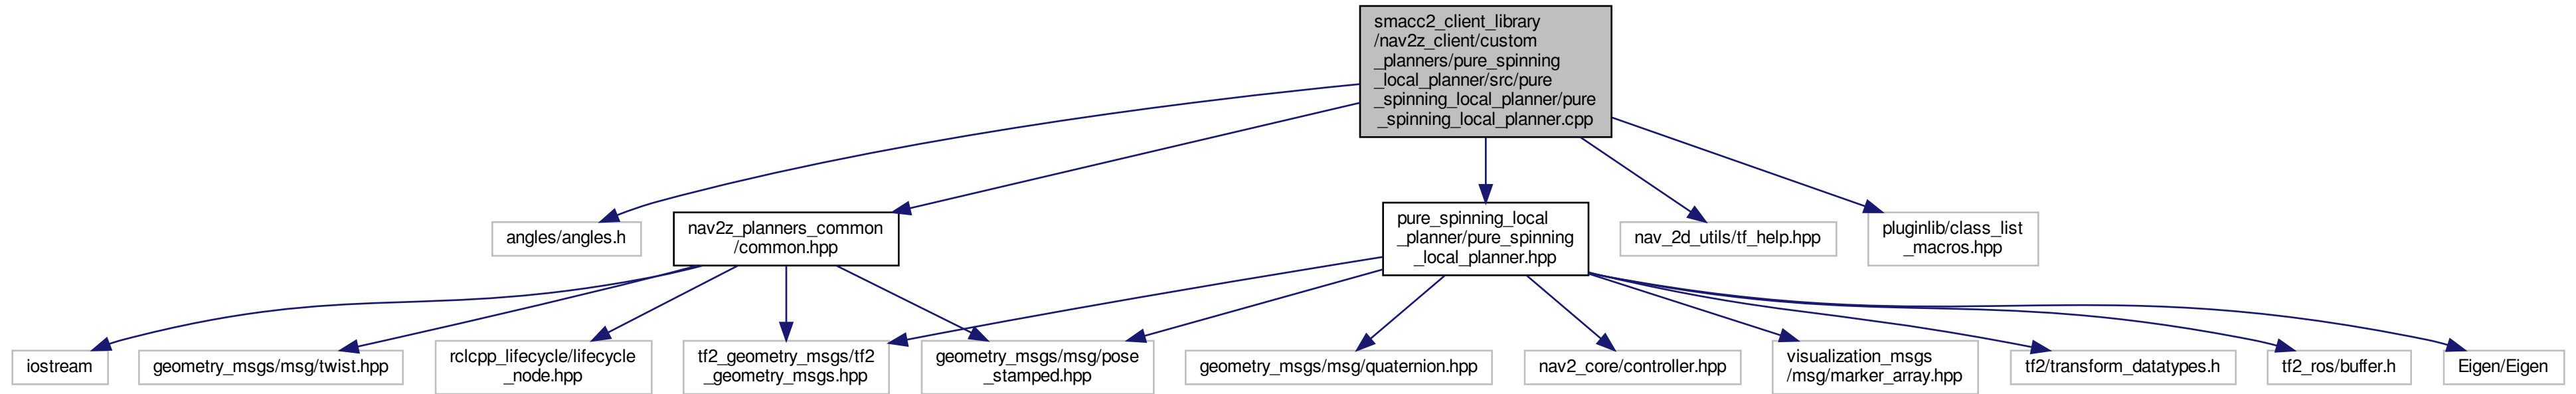 smacc2_client_library
/nav2z_client/custom
_planners/pure_spinning
_local_planner/src/pure
_spinning_local_planner/pure
_spinning_local_planner.cpp
angles/angles.h
nav2z_planners_common
/common.hpp
pure_spinning_local
_planner/pure_spinning
_local_planner.hpp
nav_2d_utils/tf_help.hpp
pluginlib/class_list
_macros.hpp
iostream
geometry_msgs/msg/twist.hpp
rclcpp_lifecycle/lifecycle
_node.hpp
tf2_geometry_msgs/tf2
_geometry_msgs.hpp
geometry_msgs/msg/pose
_stamped.hpp
geometry_msgs/msg/quaternion.hpp
nav2_core/controller.hpp
visualization_msgs
/msg/marker_array.hpp
tf2/transform_datatypes.h
tf2_ros/buffer.h
Eigen/Eigen